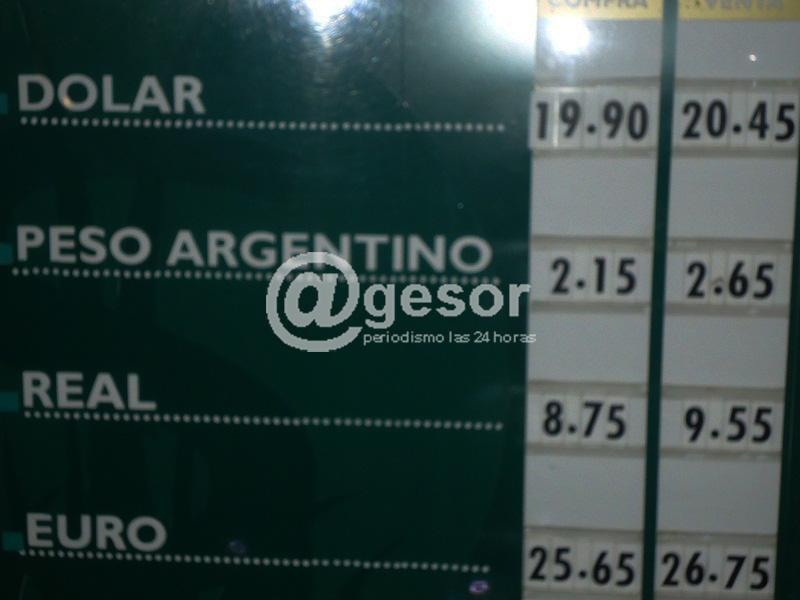 COMPRA VENTA
DOLAR 19.90 20.45
PESO ARGENTINO 2.15 2.65
@gesor
periodismo las 24 horas
REAL 8.75 9.55
EURO 25.65 26.75